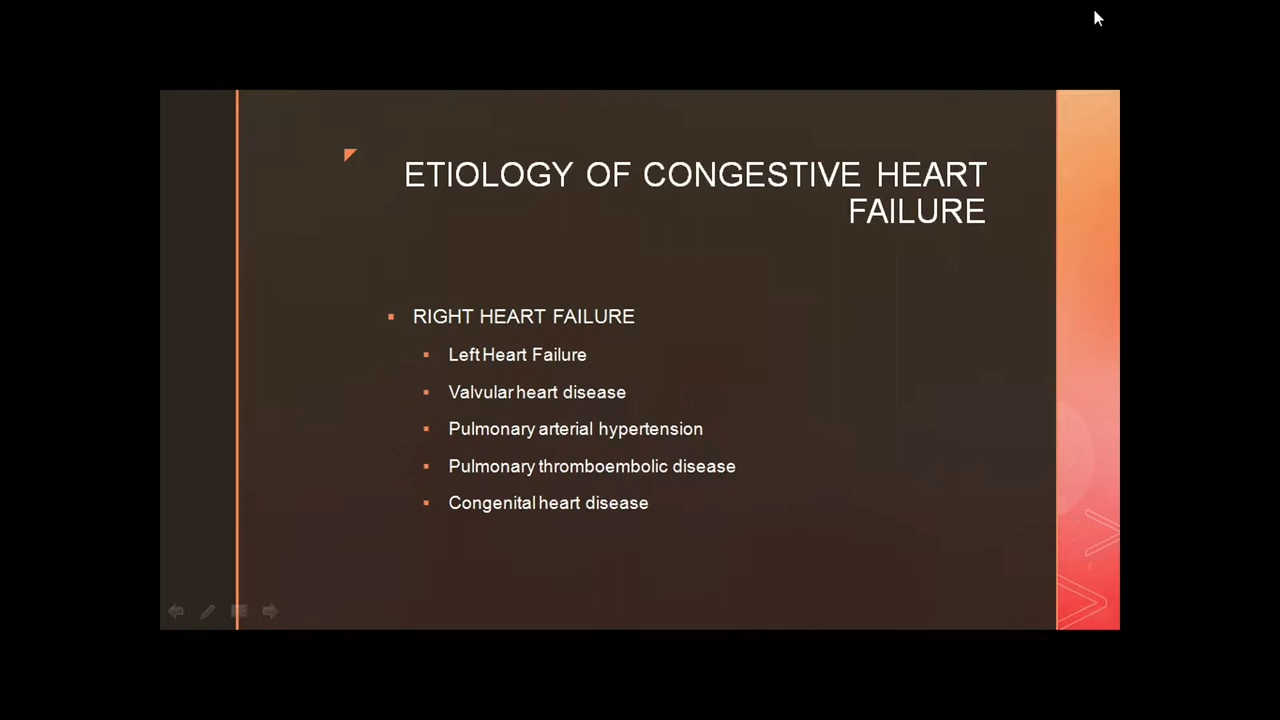 ETIOLOGY OF CONGESTIVE HEART
FAILURE
RIGHT HEART FAILURE
Left Heart Failure
Valvular heart disease
Pulmonary arterial hypertension
Pulmonary thromboembolic disease
Congenital heart disease